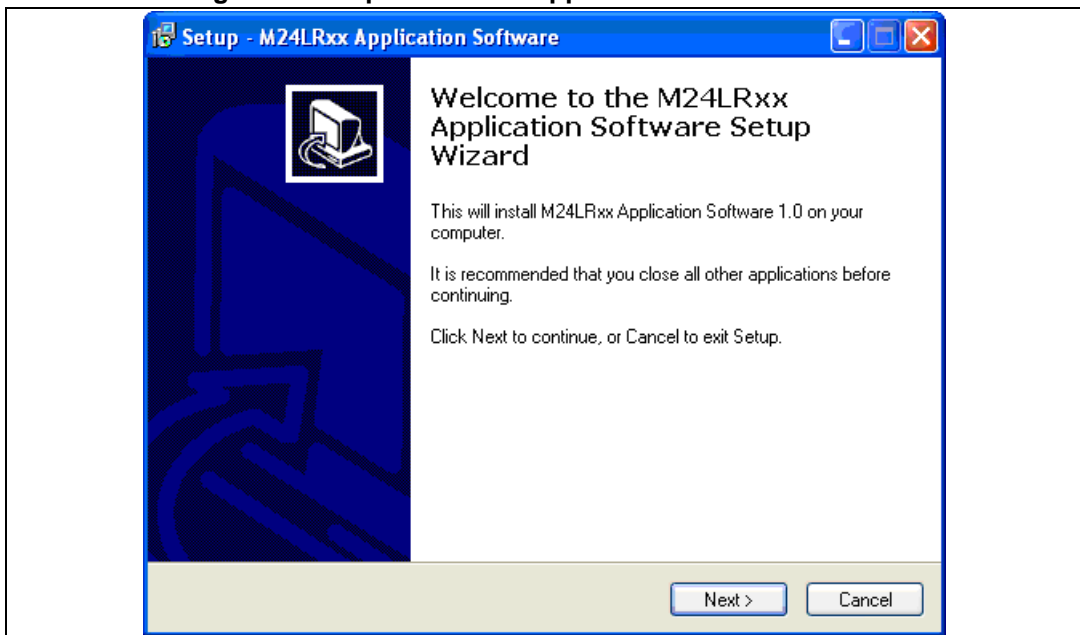 Setup - M24LRxx Application Software
Welcome to the M24LRxx
Application Software Setup
Wizard
This will install M24LRxx Application Software 1.0 on your
computer.
It is recommended that you close all other applications before
continuing.
Click Next to continue, or Cancel to exit Setup.
Next >
Cancel